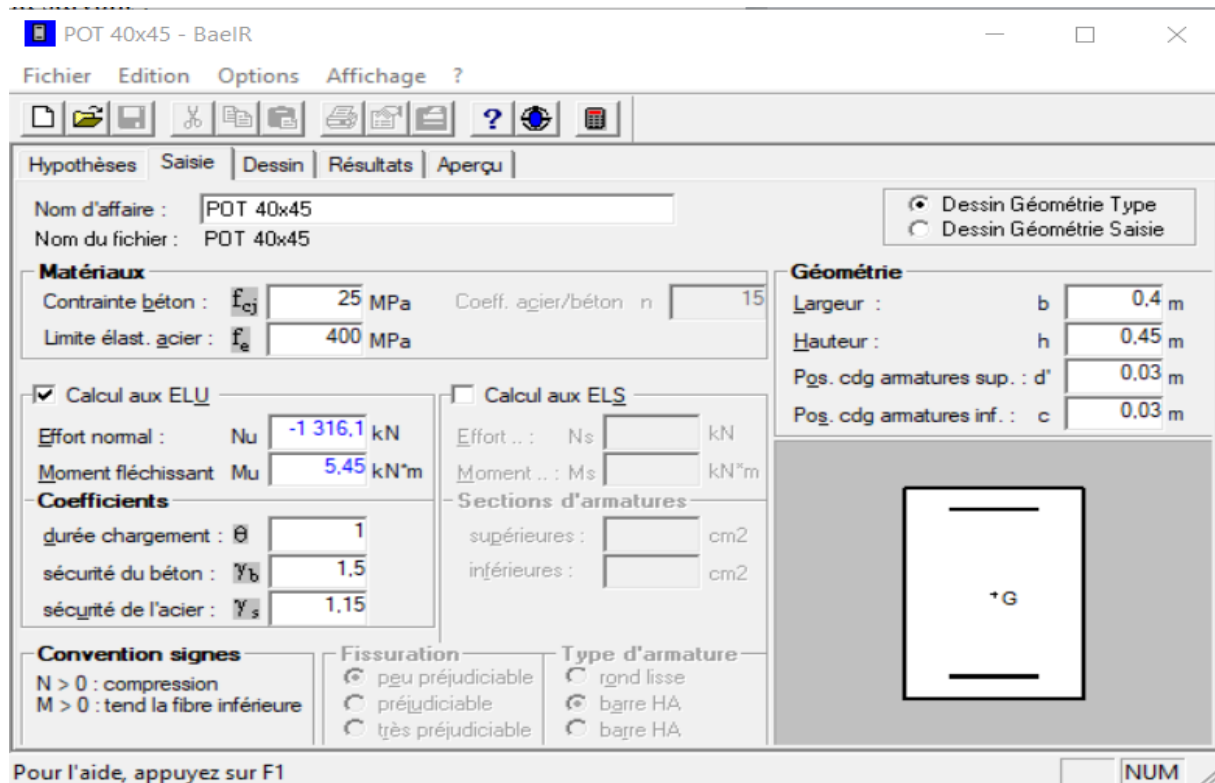 POT 40x45 - BaelR
Fichier Edition Options Affichage ?
Hypothèses Saisie Dessin Résultats Aperçu
Nom d'affaire : POT 40x45
Nom du fichier : POT 40x45
Dessin Géométrie Type
Dessin Géométrie Saisie
Matériaux
Contrainte béton : fcj 25 MPa Coeff. acier/béton n 15
Limite élast. acier : fe 400 MPa
Géométrie
Largeur : b 0,4 m
Hauteur : h 0,45 m
Pos. cdg armatures sup. : d' 0,03 m
Pos. cdg armatures inf. : c 0,03 m
Calcul aux ELU
Effort normal : Nu -1 316,1 kN
Moment fléchissant Mu 5,45 kN*m
Calcul aux ELS
Effort .. : Ns kN
Moment .. : Ms kN*m
Coefficients
durée chargement : θ 1
sécurité du béton : γb 1,5
sécurité de l'acier : γs 1,15
Sections d'armatures
supérieures : cm2
inférieures : cm2
+G
Convention signes
N > 0 : compression
M > 0 : tend la fibre inférieure
Fissuration
peu préjudiciable
préjudiciable
très préjudiciable
Type d'armature
rond lisse
barre HA
barre HA
Pour l'aide, appuyez sur F1 NUM